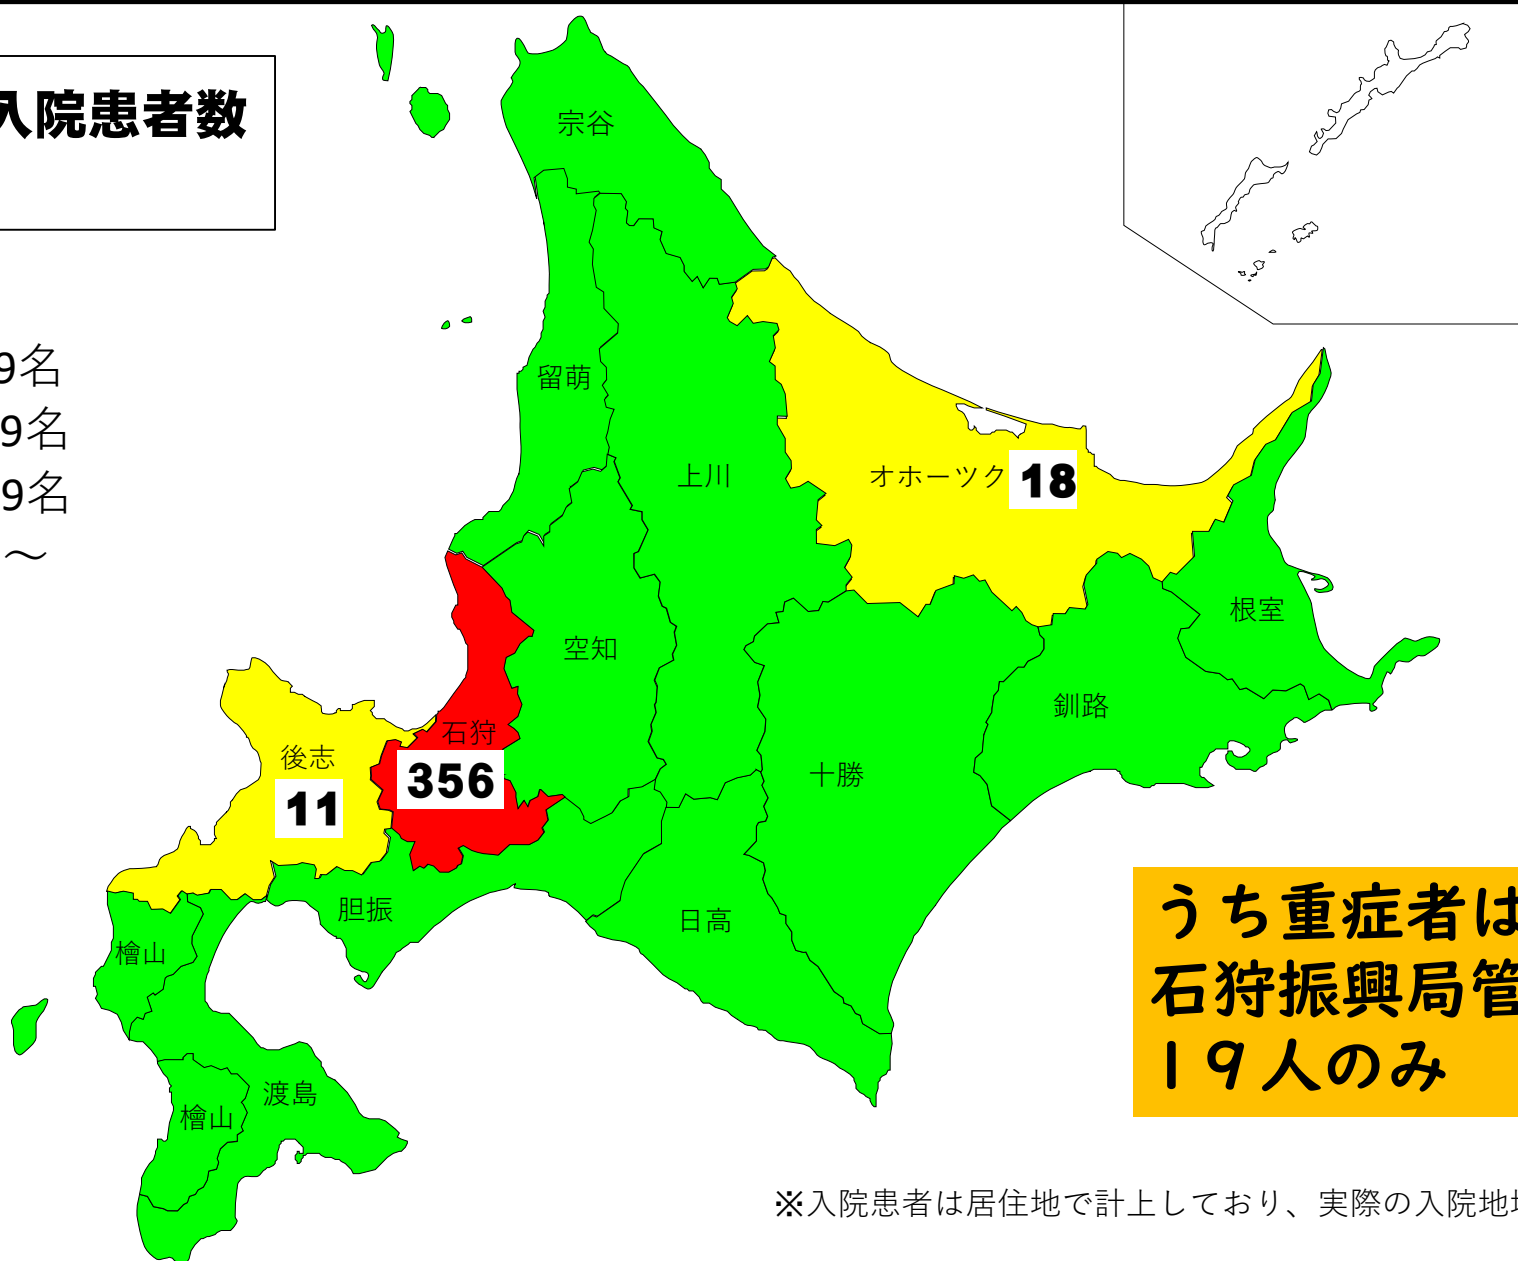 入院患者数
9名
9名
9名
～
宗谷
留萌
上川
オホーツク 18
根室
空知
釧路
石狩
356
後志
11
十勝
胆振
日高
檜山
渡島
檜山
うち重症者は
石狩振興局管
１９人のみ
※入院患者は居住地で計上しており、実際の入院地